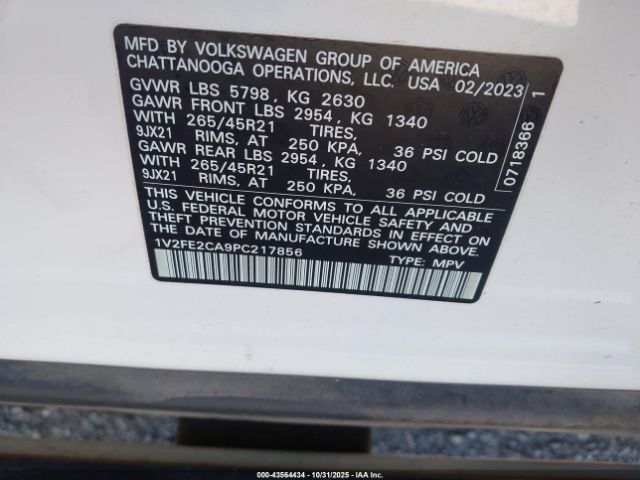 MFD BY VOLKSWAGEN GROUP OF AMERICA
CHATTANOOGA OPERATIONS, LLC. USA 02/2023
GVWR LBS 5798, KG 2630
GAWR FRONT LBS 2954, KG 1340
WITH 265/45R21 TIRES,
9JX21 RIMS, AT 250 KPA, 36 PSI COLD
GAWR REAR LBS 2954, KG 1340
WITH 265/45R21 TIRES,
9JX21 RIMS, AT 250 KPA, 36 PSI COLD
THIS VEHICLE CONFORMS TO ALL APPLICABLE
U.S. FEDERAL MOTOR VEHICLE SAFETY AND
THEFT PREVENTION STANDARDS IN EFFECT ON
THE DATE OF MANUFACTURE SHOWN ABOVE.
1V2FE2CA9PC217856 TYPE: MPV
0718366 1
000-43564434 | 10/31/2025 | IAA Inc.